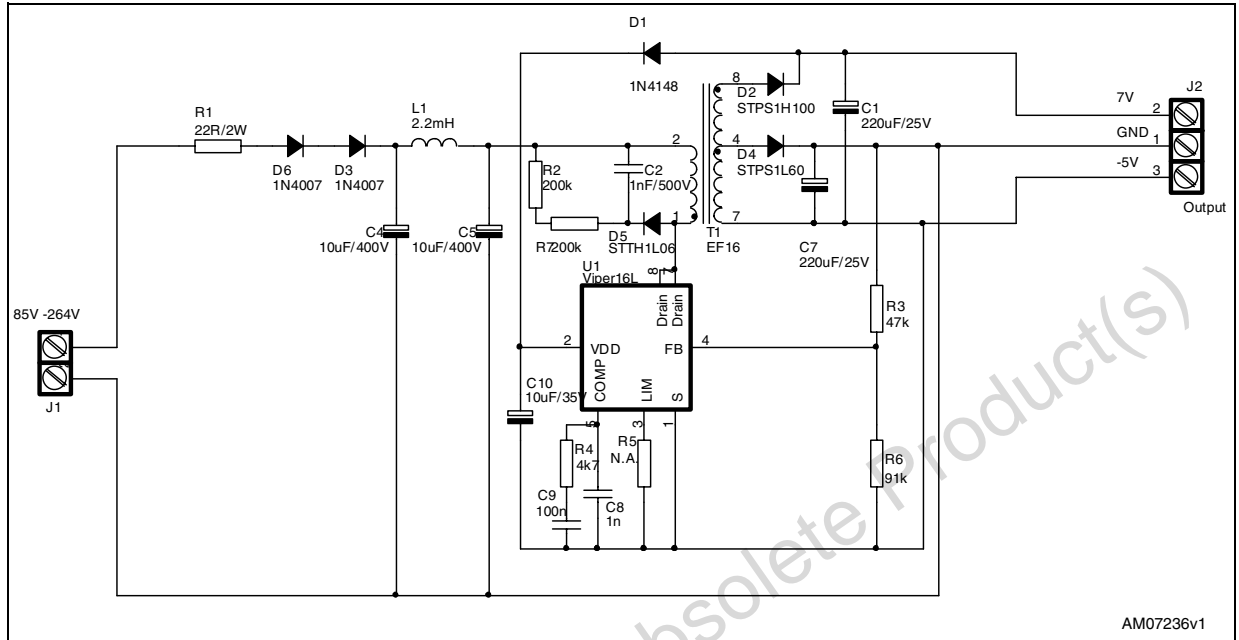 D1
1N4148
R1
22R/2W
L1
2.2mH
D6
1N4007
D3
1N4007
R2
200k
C2
1nF/500V
2
1
R7
200k
D5
STTH1L06
8
D2
STPS1H100
4
D4
STPS1L60
7
T1
EF16
C1
220uF/25V
C7
220uF/25V
7V
GND
-5V
J2
2
1
3
Output
C4
10uF/400V
C5
10uF/400V
U1
Viper16L
8
7
Drain
Drain
2
VDD
FB
4
COMP
LIM
S
5
3
1
R3
47k
85V -264V
J1
C10
10uF/35V
R4
4k7
R5
N.A.
C9
100n
C8
1n
R6
91k
Obsolete Product(s)
AM07236v1